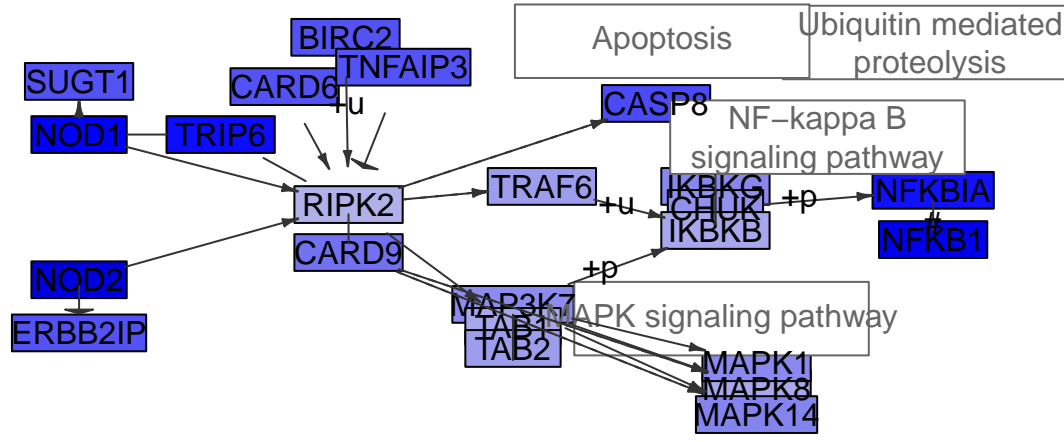 BIRC2
Apoptosis
Ubiquitin mediated
proteolysis
SUGT1
CARD6
TNFAIP3
+u
CASP8
NOD1
TRIP6
NF−kappa B
signaling pathway
RIPK2
TRAF6
+u
IKBKG
CHUK
IKBKB
+p
NFKBIA
#
NFKB1
CARD9
+p
NOD2
ERBB2IP
MAP3K7
TAB1
TAB2
MAPK signaling pathway
MAPK1
MAPK8
MAPK14